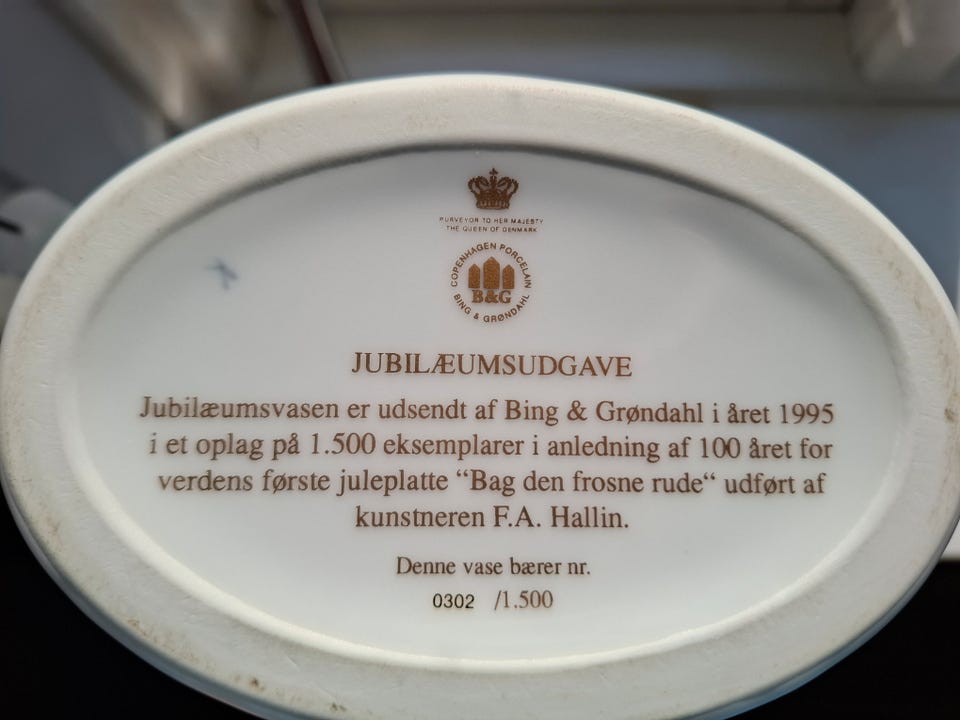 PURVEYOR TO HER MAJESTY
THE QUEEN OF DENMARK
COPENHAGEN PORCELAIN
B&G
BING & GRØNDAHL
JUBILÆUMSUDGAVE
Jubilæumsvasen er udsendt af Bing & Grøndahl i året 1995
i et oplag på 1.500 eksemplarer i anledning af 100 året for
verdens første juleplatte “Bag den frosne rude“ udført af
kunstneren F.A. Hallin.
Denne vase bærer nr.
0302 /1.500